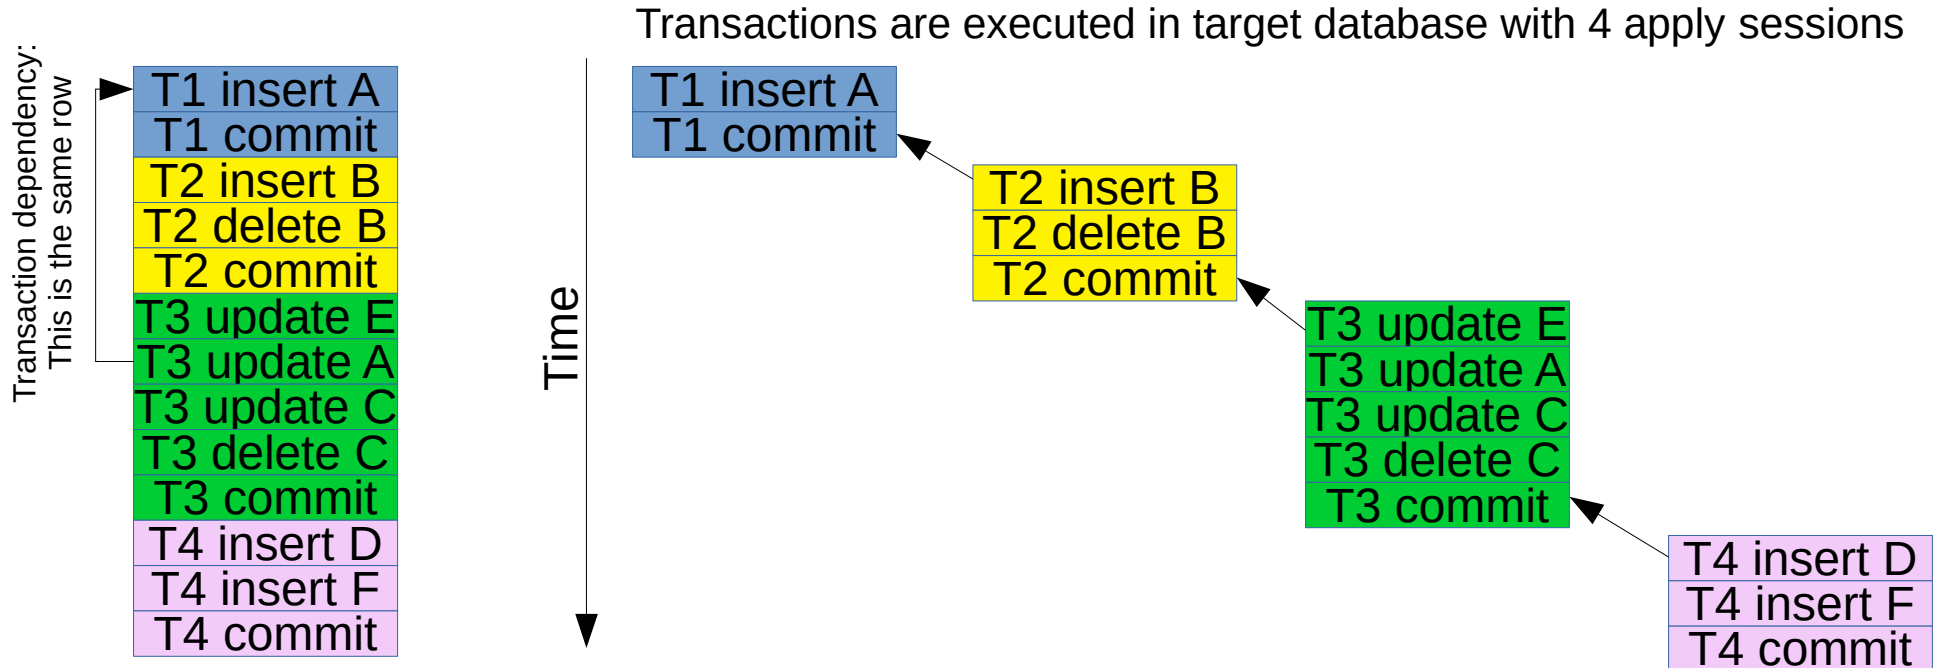 Transactions are executed in target database with 4 apply sessions
Transaction dependency:
This is the same row
T1 insert A
T1 commit
T2 insert B
T2 delete B
T2 commit
T3 update E
T3 update A
T3 update C
T3 delete C
T3 commit
T4 insert D
T4 insert F
T4 commit
Time
T1 insert A
T1 commit
T2 insert B
T2 delete B
T2 commit
T3 update E
T3 update A
T3 update C
T3 delete C
T3 commit
T4 insert D
T4 insert F
T4 commit